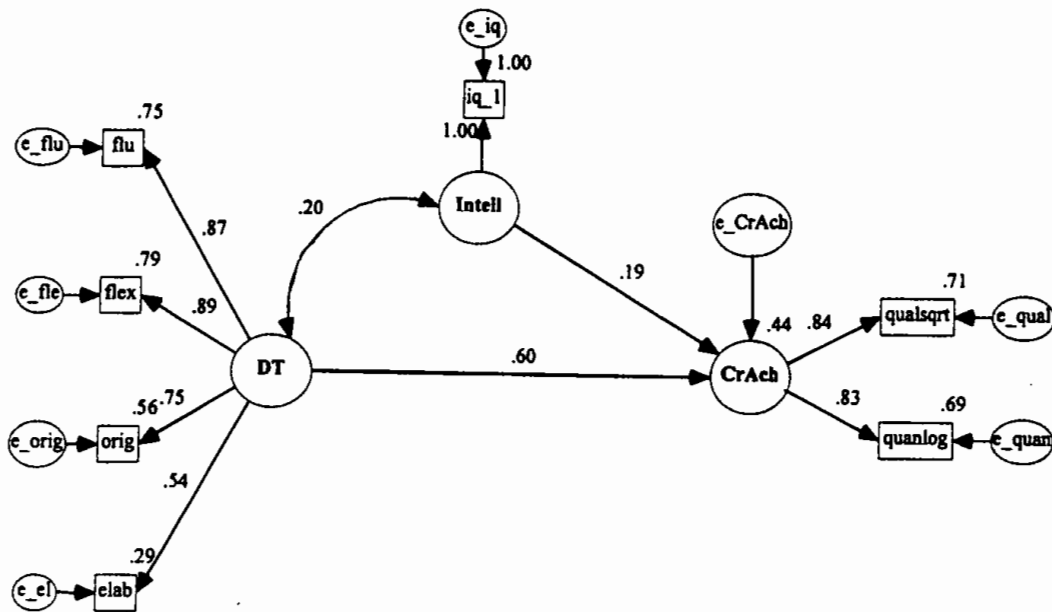 e_iq
1.00
iq_1
1.00
.75
e_flu
flu
.87
.20
Intell
e_CrAch
.79
e_fle
flex
.89
.19
.71
qualsqrt
e_qual
.44
.84
DT
.60
CrAch
.56
.75
e_orig
orig
.83
.69
quanlog
e_quan
.54
.29
e_el
elab